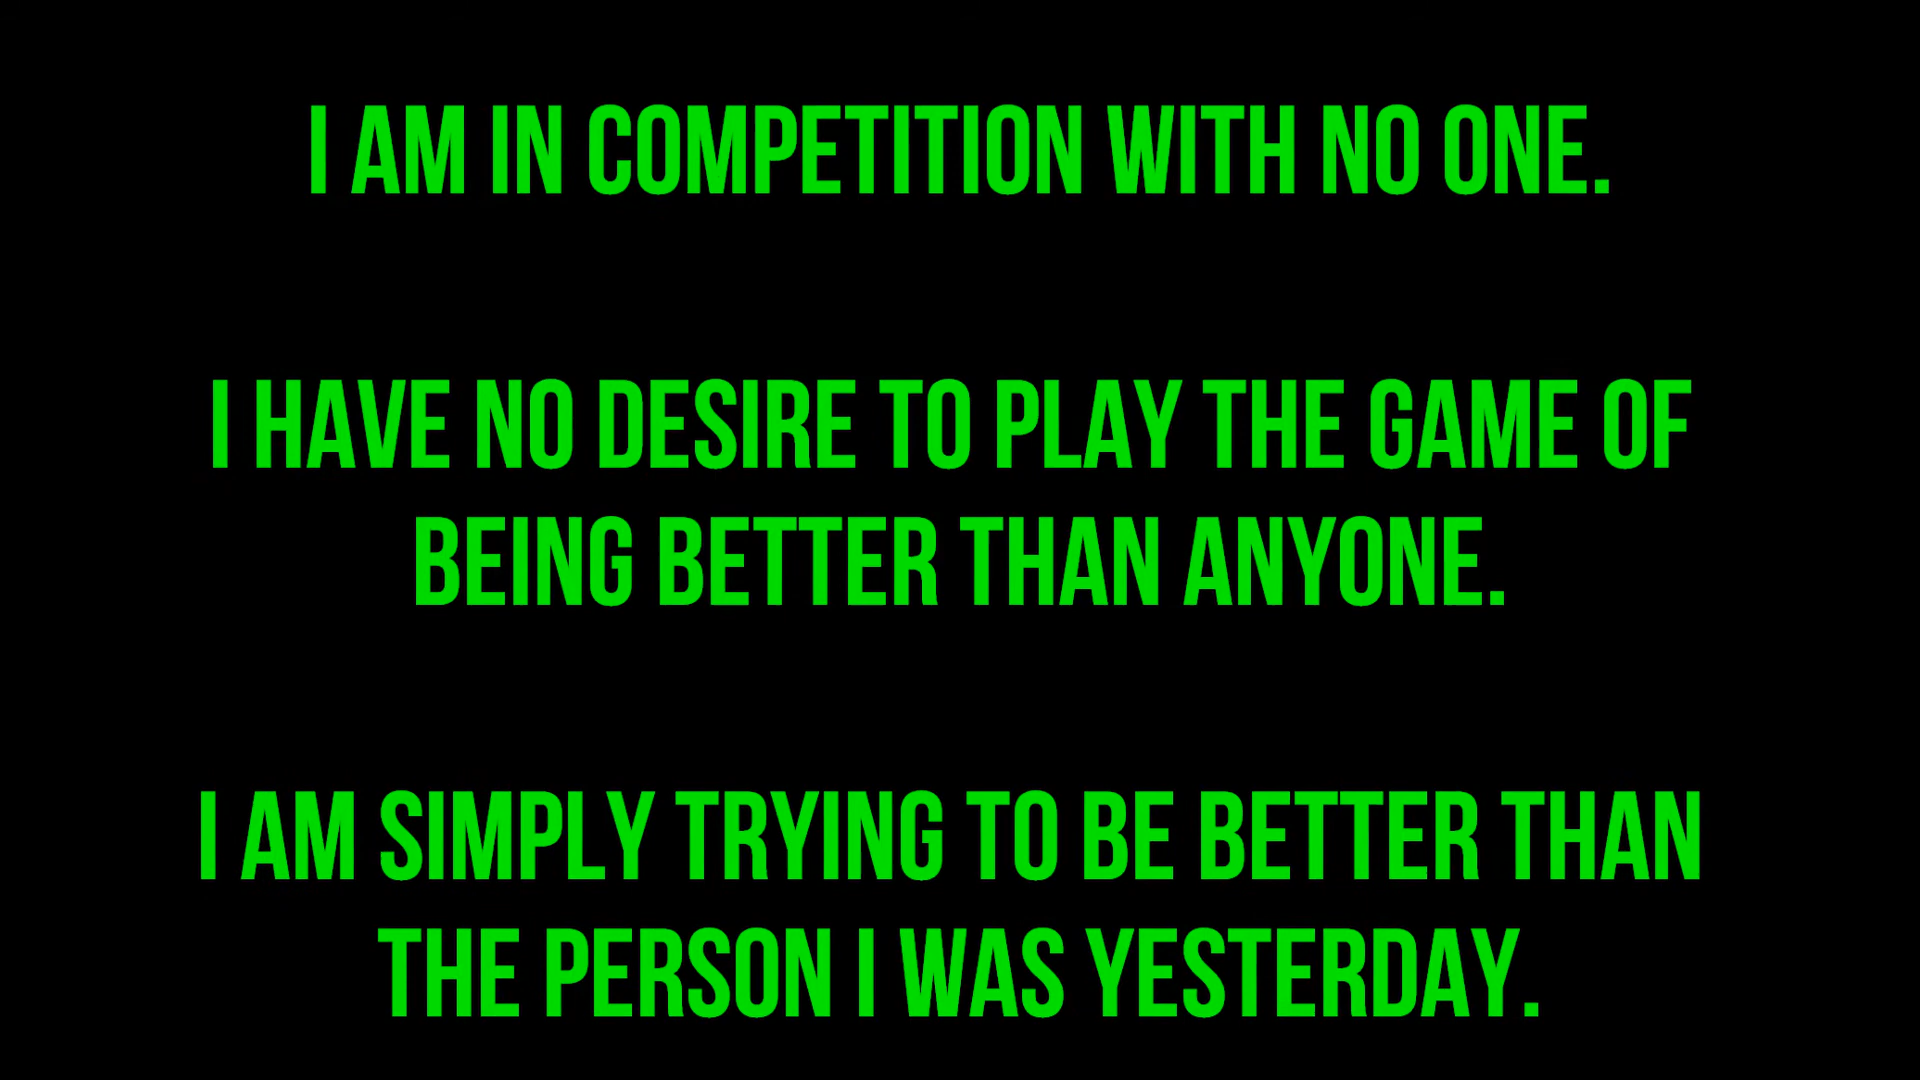 I AM IN COMPETITION WITH NO ONE.
I HAVE NO DESIRE TO PLAY THE GAME OF
BEING BETTER THAN ANYONE.
I AM SIMPLY TRYING TO BE BETTER THAN
THE PERSON I WAS YESTERDAY.